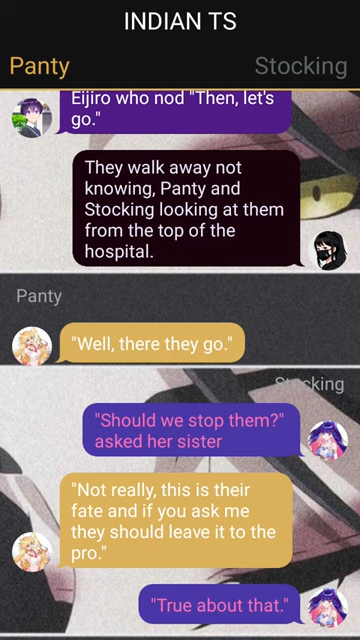 INDIAN TS
Panty
Stocking
Eijiro who nod "Then, let's
go."
They walk away not
knowing, Panty and
Stocking looking at them
from the top of the
hospital.
Panty
"Well, there they go."
Stocking
"Should we stop them?"
asked her sister
"Not really, this is their
fate and if you ask me
they should leave it to the
pro."
"True about that."